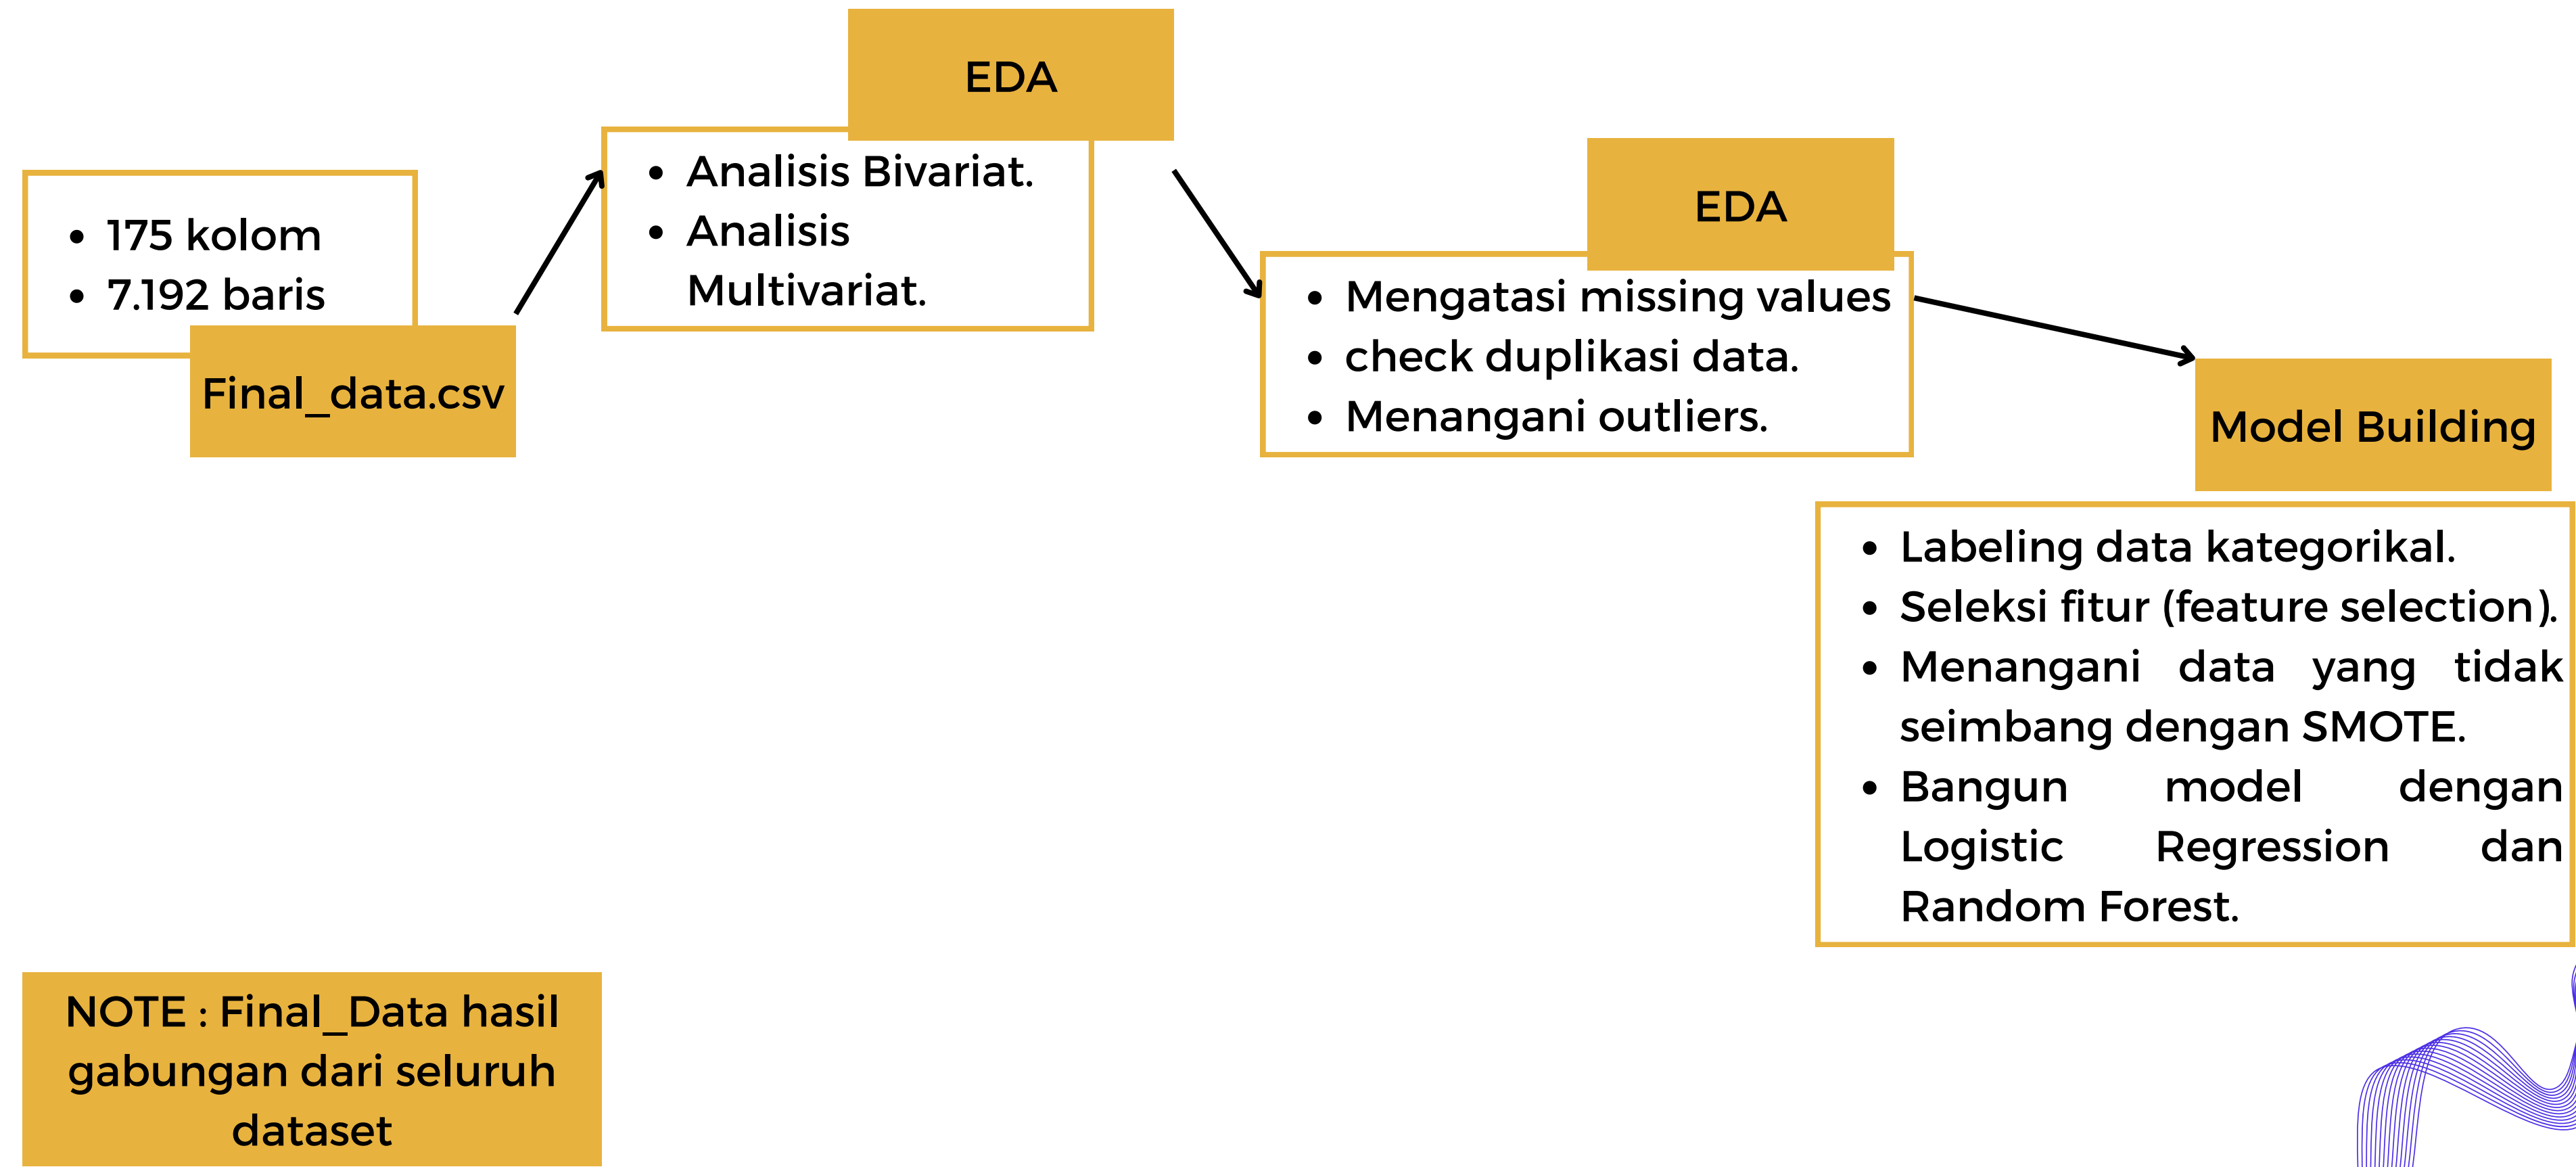 • 175 kolom
• 7.192 baris
Final_data.csv
EDA
• Analisis Bivariat.
• Analisis
Multivariat.
EDA
• Mengatasi missing values
• check duplikasi data.
• Menangani outliers.
Model Building
• Labeling data kategorikal.
• Seleksi fitur (feature selection).
• Menangani data yang tidak
seimbang dengan SMOTE.
• Bangun model dengan
Logistic Regression dan
Random Forest.
NOTE : Final_Data hasil
gabungan dari seluruh
dataset